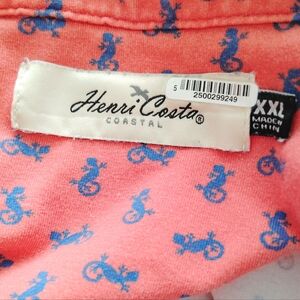 5
2500299249
Henri Costa®
COASTAL
XXL
MADE IN
CHIN